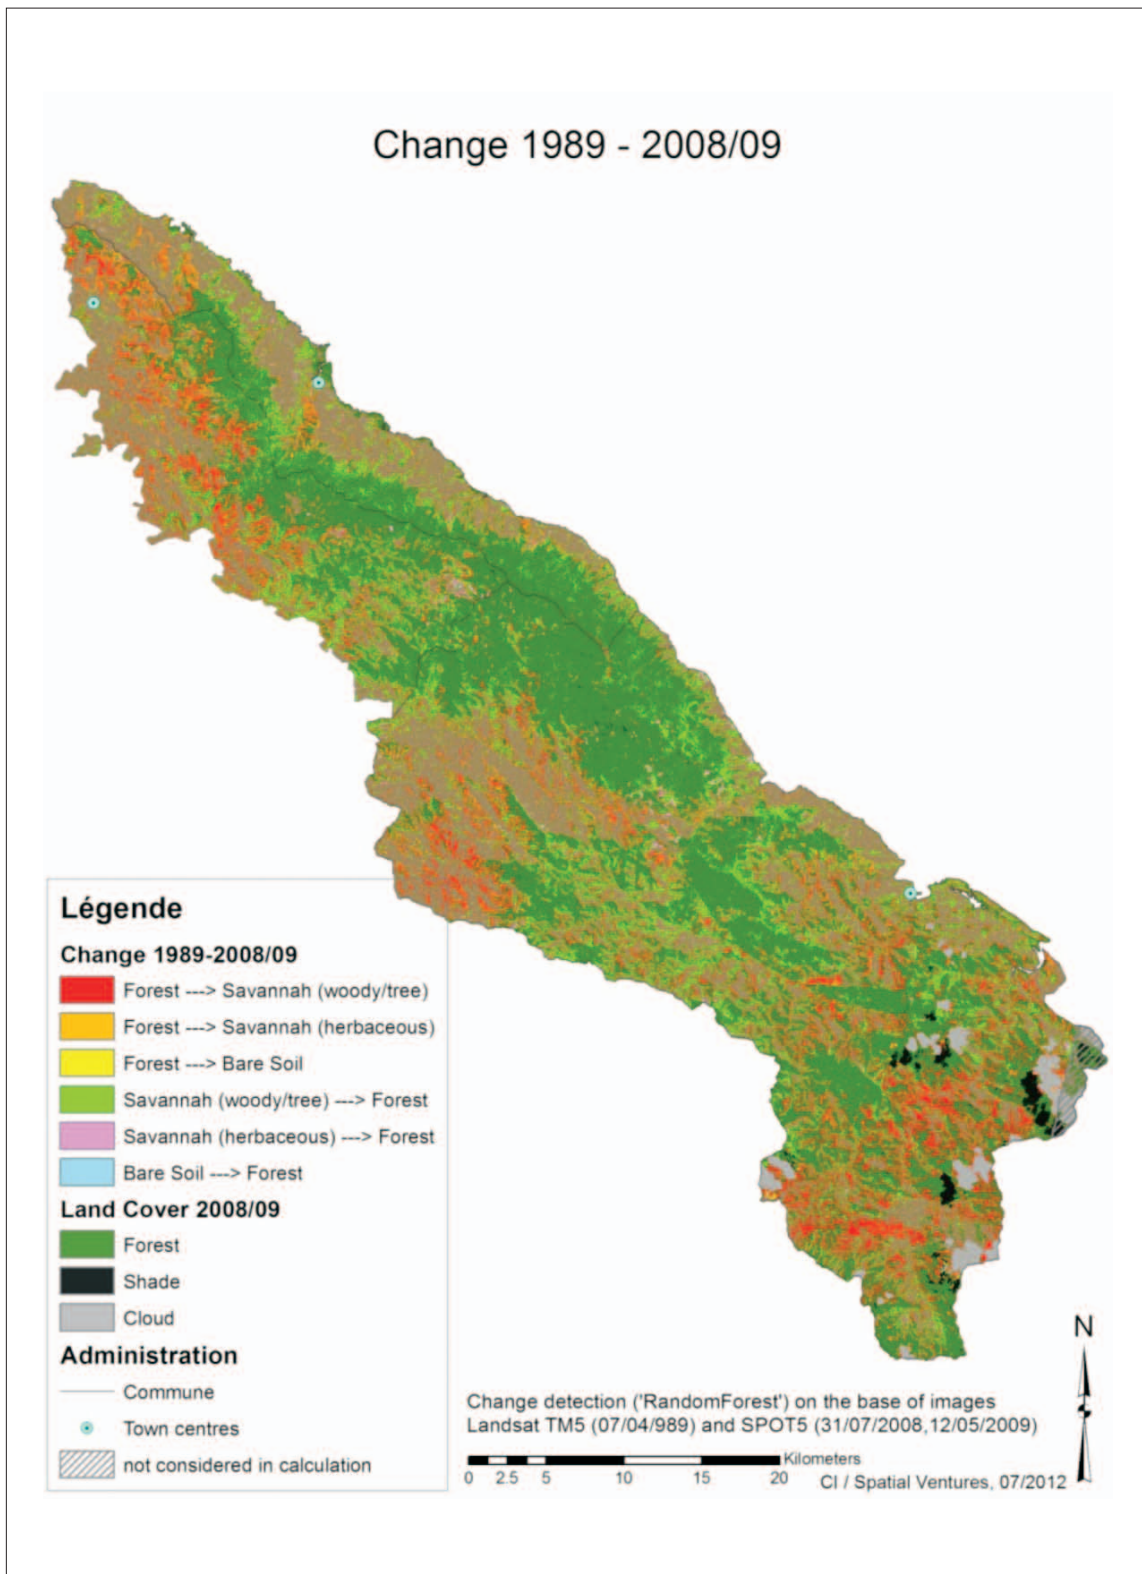 Change 1989 - 2008/09
Légende
Change 1989-2008/09
Forest ---> Savannah (woody/tree)
Forest ---> Savannah (herbaceous)
Forest ---> Bare Soil
Savannah (woody/tree) ---> Forest
Savannah (herbaceous) ---> Forest
Bare Soil ---> Forest
Land Cover 2008/09
Forest
Shade
Cloud
Administration
Commune
Town centres
not considered in calculation
N
Change detection ('RandomForest') on the base of images
Landsat TM5 (07/04/989) and SPOT5 (31/07/2008,12/05/2009)
Kilometers
0 2.5 5 10 15 20
CI / Spatial Ventures, 07/2012